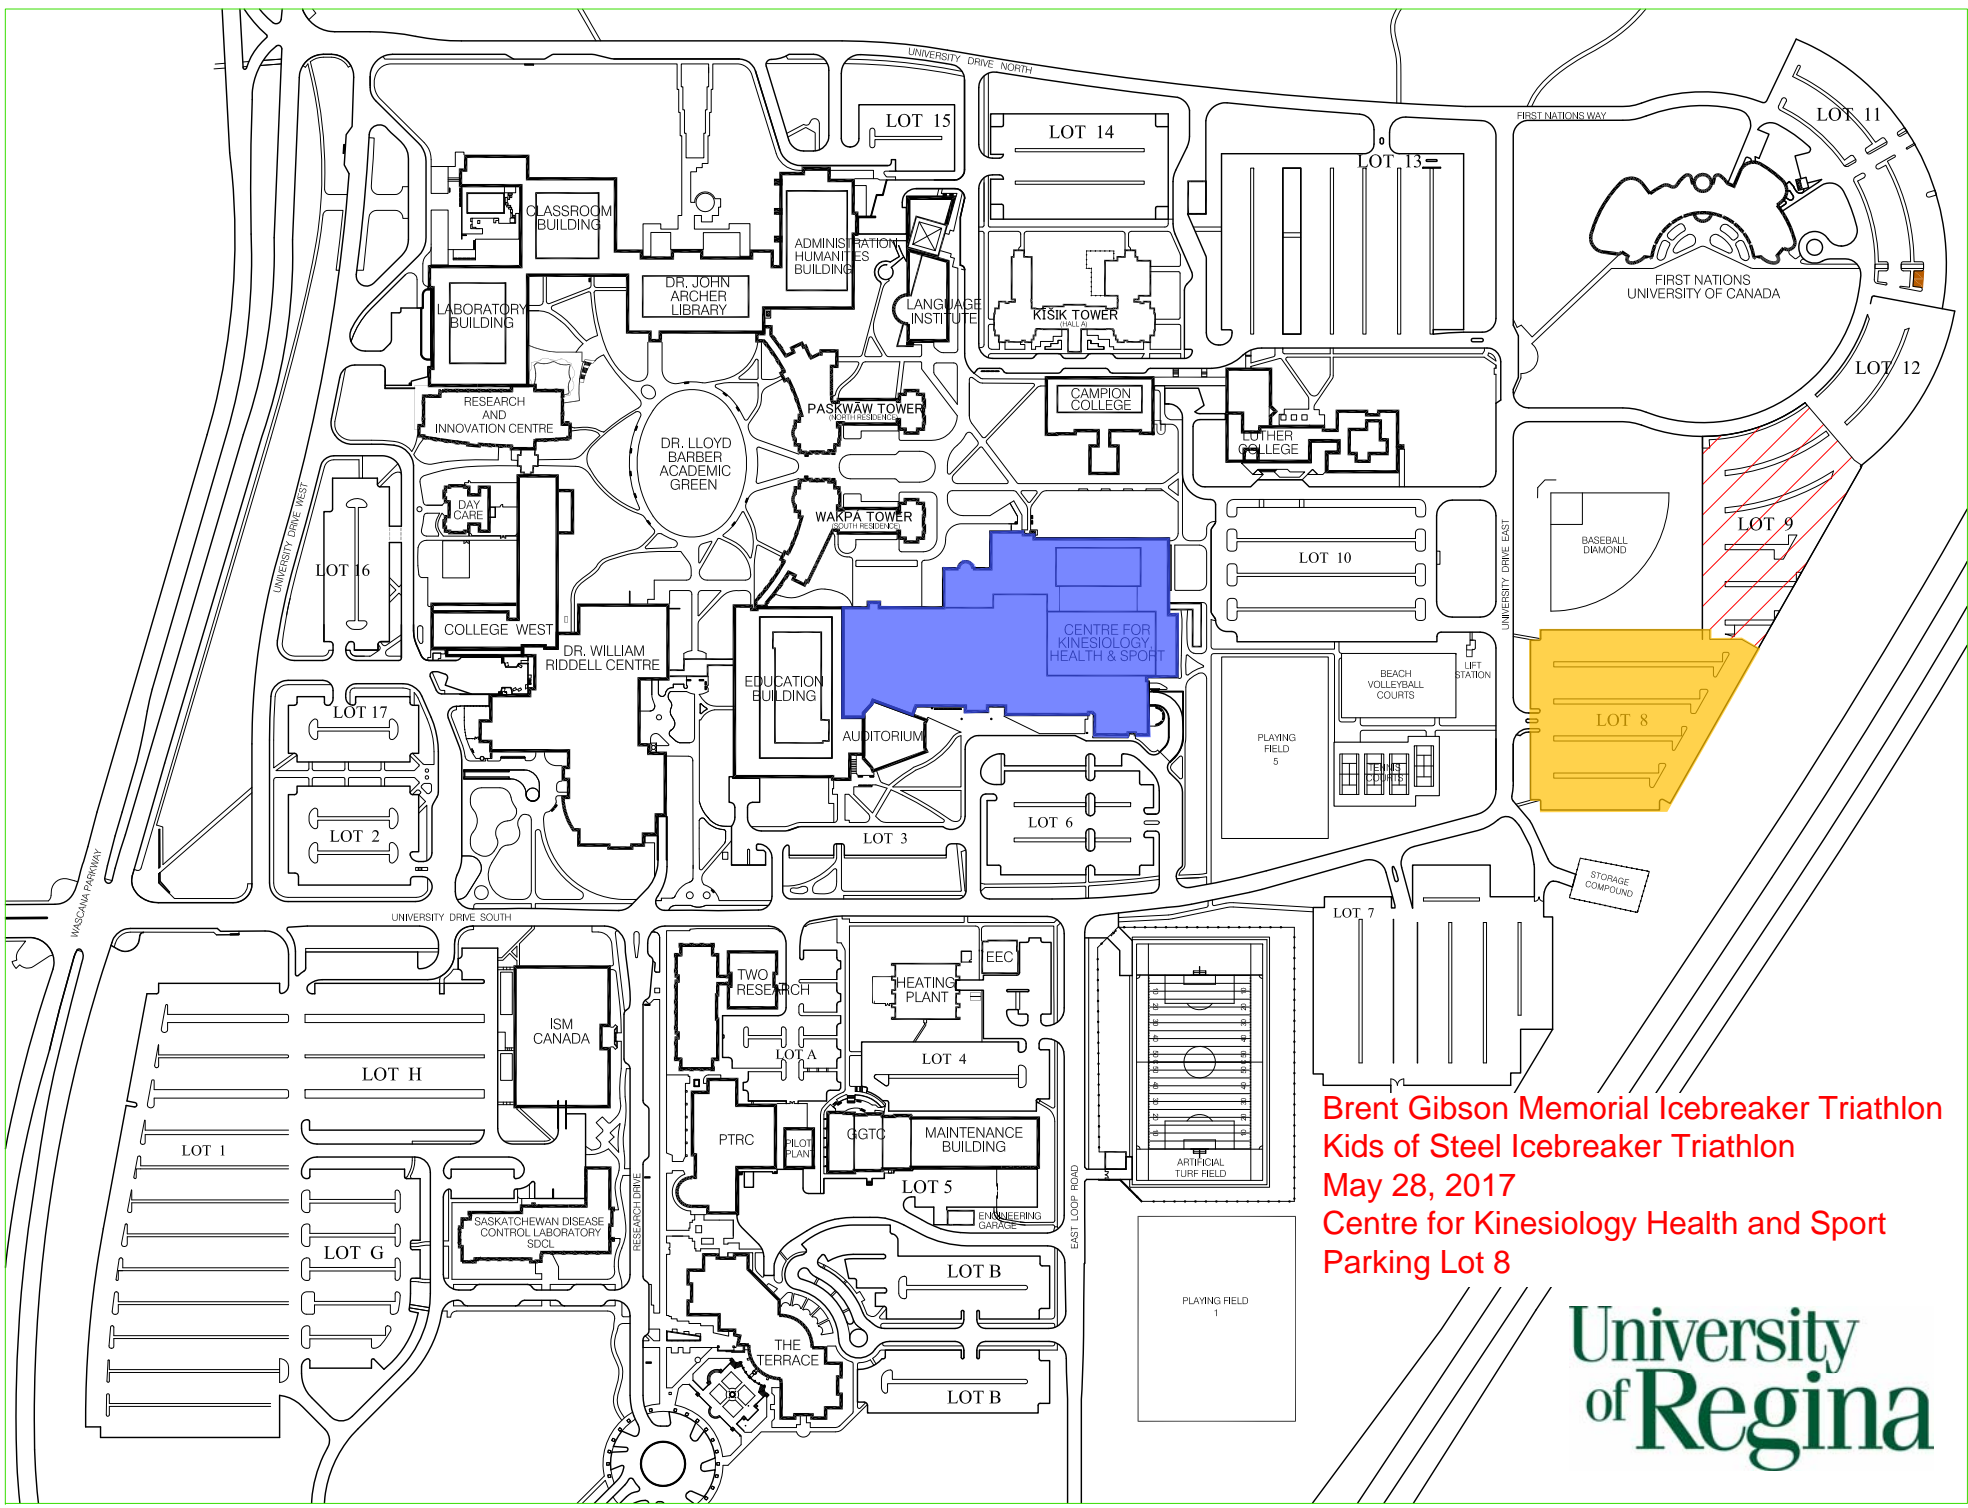 UNIVERSITY DRIVE NORTH
FIRST NATIONS WAY
LOT 11
LOT 15
LOT 14
LOT 13
CLASSROOM
BUILDING
ADMINISTRATION
HUMANITIES
BUILDING
DR. JOHN
ARCHER
LIBRARY
LABORATORY
BUILDING
LANGUAGE
INSTITUTE
KĪŠIK TOWER
(HALL A)
FIRST NATIONS
UNIVERSITY OF CANADA
LOT 12
RESEARCH
AND
INNOVATION CENTRE
PASKWĀW TOWER
(NORTH RESIDENCE)
CAMPION
COLLEGE
LUTHER
COLLEGE
DR. LLOYD
BARBER
ACADEMIC
GREEN
DAY
CARE
WAKPÁ TOWER
(SOUTH RESIDENCE)
UNIVERSITY DRIVE WEST
LOT 16
LOT 10
UNIVERSITY DRIVE EAST
BASEBALL
DIAMOND
LOT 9
COLLEGE WEST
DR. WILLIAM
RIDDELL CENTRE
CENTRE FOR
KINESIOLOGY,
HEALTH & SPORT
EDUCATION
BUILDING
AUDITORIUM
BEACH
VOLLEYBALL
COURTS
LIFT
STATION
LOT 8
LOT 17
PLAYING
FIELD
5
TENNIS
COURTS
LOT 2
LOT 3
LOT 6
STORAGE
COMPOUND
WASCANA PARKWAY
UNIVERSITY DRIVE SOUTH
LOT 7
TWO
RESEARCH
HEATING
PLANT
EEC
ISM
CANADA
LOT A
LOT 4
LOT H
PTRC
PILOT
PLANT
GGTC
MAINTENANCE
BUILDING
LOT 1
ARTIFICIAL
TURF FIELD
LOT 5
ENGINEERING
GARAGE
EAST LOOP ROAD
RESEARCH DRIVE
SASKATCHEWAN DISEASE
CONTROL LABORATORY
SDCL
LOT G
LOT B
PLAYING FIELD
1
THE
TERRACE
LOT B
Brent Gibson Memorial Icebreaker Triathlon
Kids of Steel Icebreaker Triathlon
May 28, 2017
Centre for Kinesiology Health and Sport
Parking Lot 8
University
of Regina